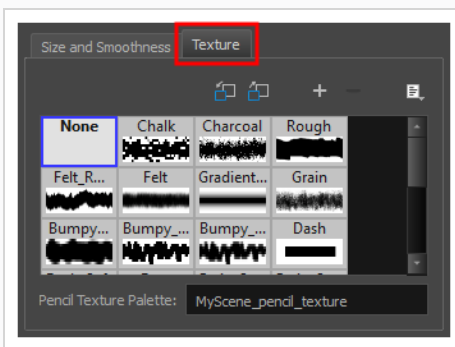 Size and Smoothness Texture
None Chalk Charcoal Rough
Felt_R... Felt Gradient... Grain
Bumpy... Bumpy_... Bumpy_... Dash
Pencil Texture Palette: MyScene_pencil_texture